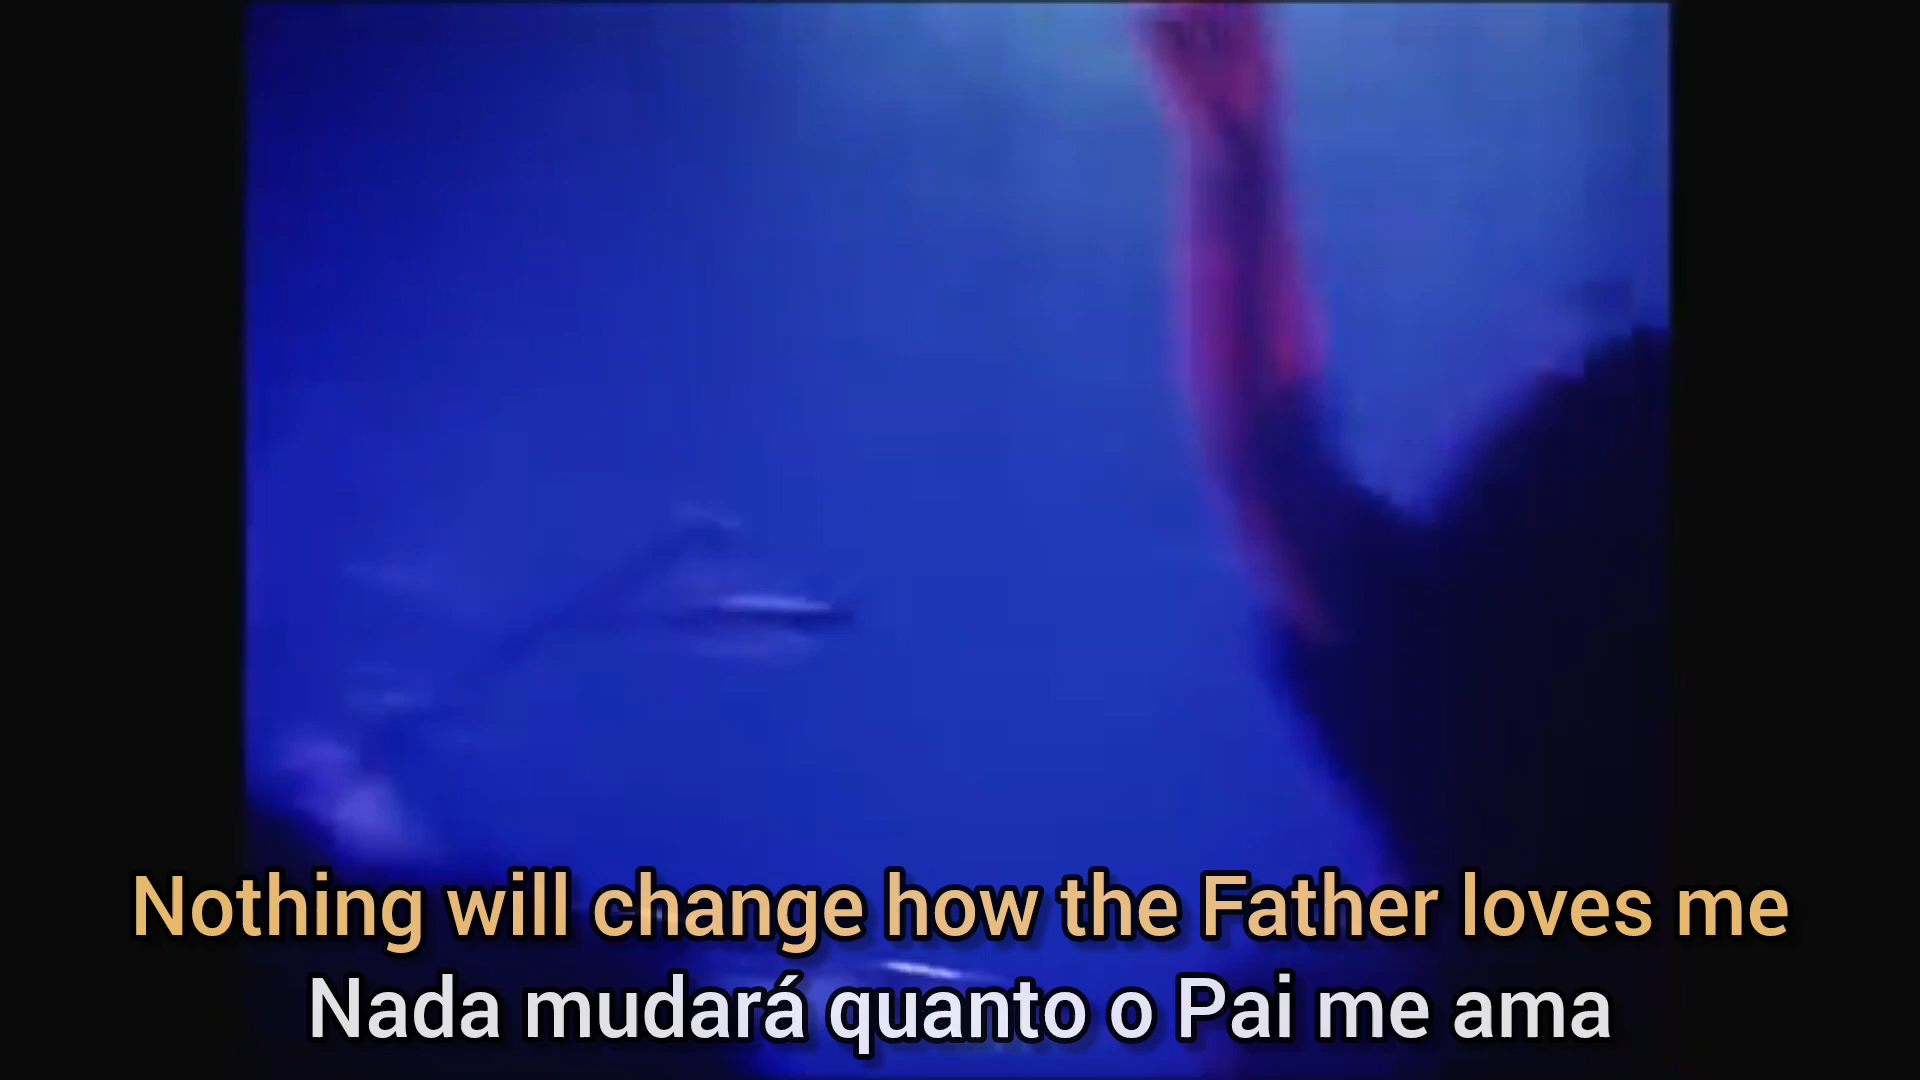 Nothing will change how the Father loves me
Nada mudará quanto o Pai me ama